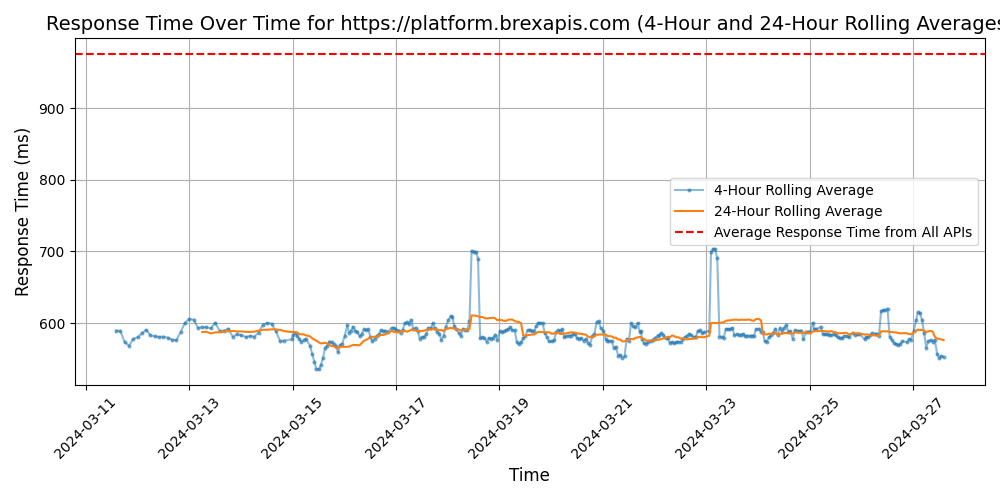 Response Time Over Time for https://platform.brexapis.com (4-Hour and 24-Hour Rolling Averages
Response Time (ms)
900
800
700
600
4-Hour Rolling Average
24-Hour Rolling Average
Average Response Time from All APIs
2024-03-11
2024-03-13
2024-03-15
2024-03-17
2024-03-19
2024-03-21
2024-03-23
2024-03-25
2024-03-27
Time